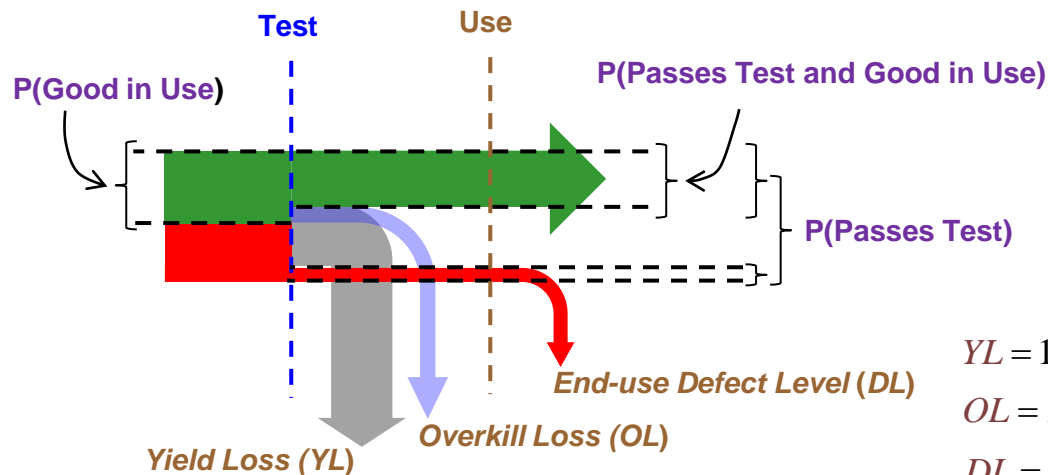 Test
Use
P(Good in Use)
P(Passes Test and Good in Use)
P(Passes Test)
YL = 1
End-use Defect Level (DL)
OL =
Overkill Loss (OL)
Yield Loss (YL)
DL =